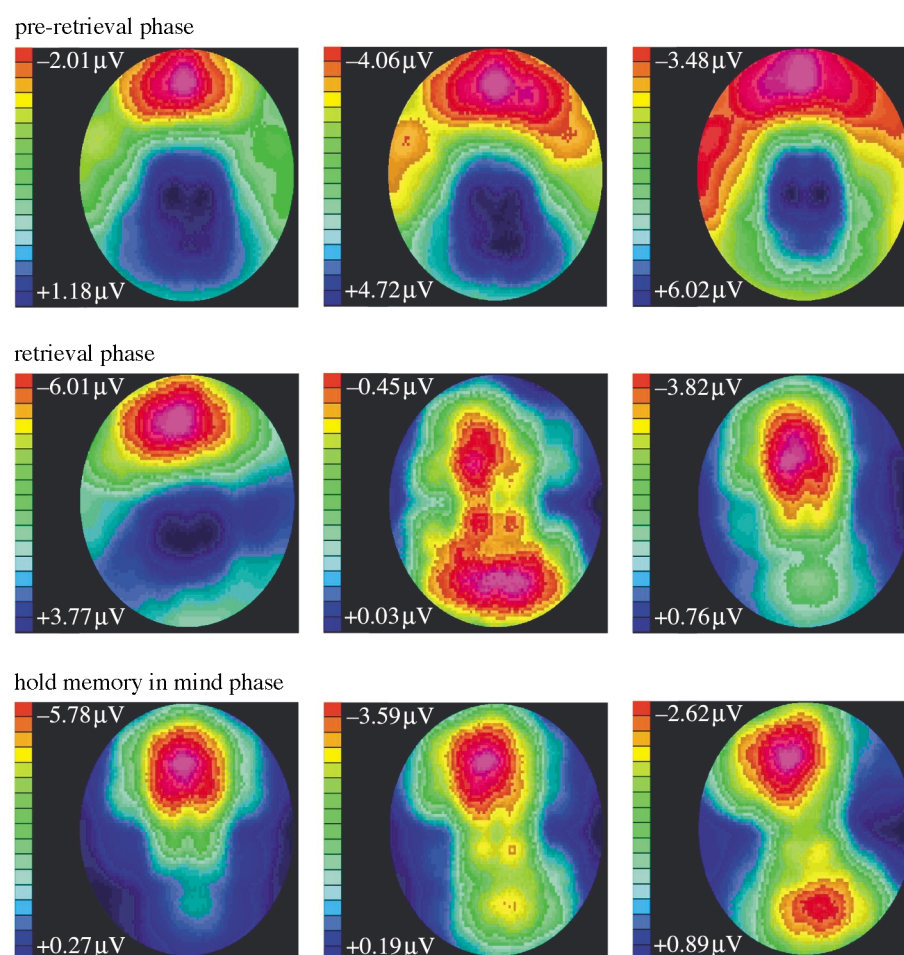 pre-retrieval phase
–2.01 µV
–4.06 µV
–3.48 µV
+1.18 µV
+4.72 µV
+6.02 µV
retrieval phase
–6.01 µV
–0.45 µV
–3.82 µV
+3.77 µV
+0.03 µV
+0.76 µV
hold memory in mind phase
–5.78 µV
–3.59 µV
–2.62 µV
+0.27 µV
+0.19 µV
+0.89 µV